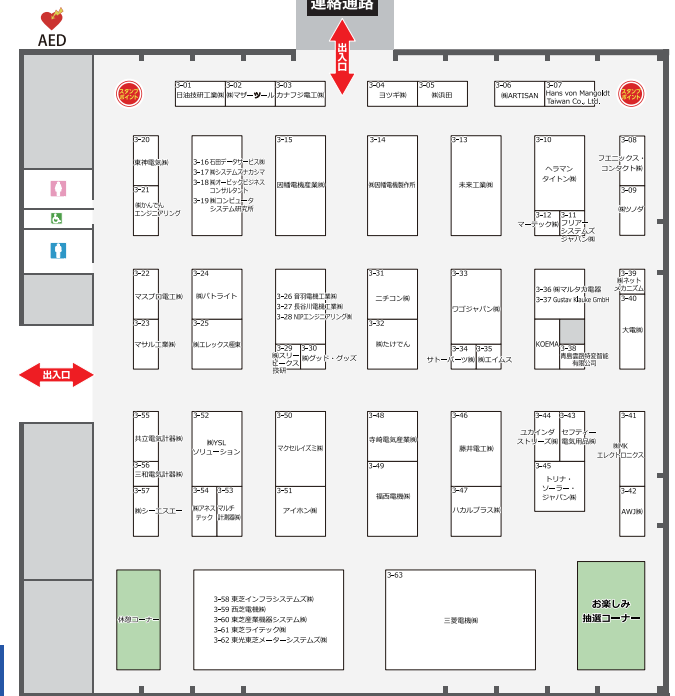 連絡通路
AED
出入口
スタンプ
ポイント
3-01
日油技研工業㈱
3-02
㈱マザーツール
3-03
カナフジ電工㈱
3-04
ヨツギ㈱
3-05
㈱浜田
3-06
㈱ARTISAN
3-07
Hans von Mangoldt
Taiwan Co., Ltd.
スタンプ
ポイント
3-20
東神電気㈱
3-21
㈱かんでん
エンジニアリング
3-16 石田データサービス㈱
3-17 ㈱システムズナカシマ
3-18 ㈱オービックビジネス
コンサルタント
3-19 ㈱コンピュータ
システム研究所
3-15
因幡電機産業㈱
3-14
㈱因幡電機製作所
3-13
未来工業㈱
3-10
ヘラマン
タイトン㈱
3-12
マーテック㈱
3-11
フリアー
システムズ
ジャパン㈱
3-08
フエニックス・
コンタクト㈱
3-09
㈱ツノダ
3-22
マスプロ電工㈱
3-23
マサル工業㈱
3-24
㈱パトライト
3-25
㈱エレックス極東
3-26 音羽電機工業㈱
3-27 長谷川電機工業㈱
3-28 NIPエンジニアリング㈱
3-29
㈱スリー
ピークス
技研
3-30
㈱グッド・グッズ
3-31
ニチコン㈱
3-32
㈱たけでん
3-33
ワゴジャパン㈱
3-34
サトーパーツ㈱
3-35
㈱エイムス
3-36 ㈱マルタカ電器
3-37 Gustav Klauke GmbH
KOEMA
3-38
青島雲路特変智能
有限公司
3-39
㈱ネット
メカニズム
3-40
大電㈱
出入口
3-55
共立電気計器㈱
3-56
三和電気計器㈱
3-57
㈱シーエスエー
3-52
㈱YSL
ソリューション
3-54
㈱アネス
テック
3-53
マルチ
計測器㈱
3-50
マクセルイズミ㈱
3-51
アイホン㈱
3-48
寺崎電気産業㈱
3-49
福西電機㈱
3-46
藤井電工㈱
3-47
ハカルプラス㈱
3-44
ユカインダ
ストリーズ㈱
3-43
セフティー
電気用品㈱
3-45
トリナ・
ソーラー・
ジャパン㈱
3-41
㈱MK
エレクトロニクス
3-42
AWJ㈱
休憩コーナー
3-58 東芝インフラシステムズ㈱
3-59 西芝電機㈱
3-60 東芝産業機器システム㈱
3-61 東芝ライテック㈱
3-62 東光東芝メーターシステムズ㈱
3-63
三菱電機㈱
お楽しみ
抽選コーナー